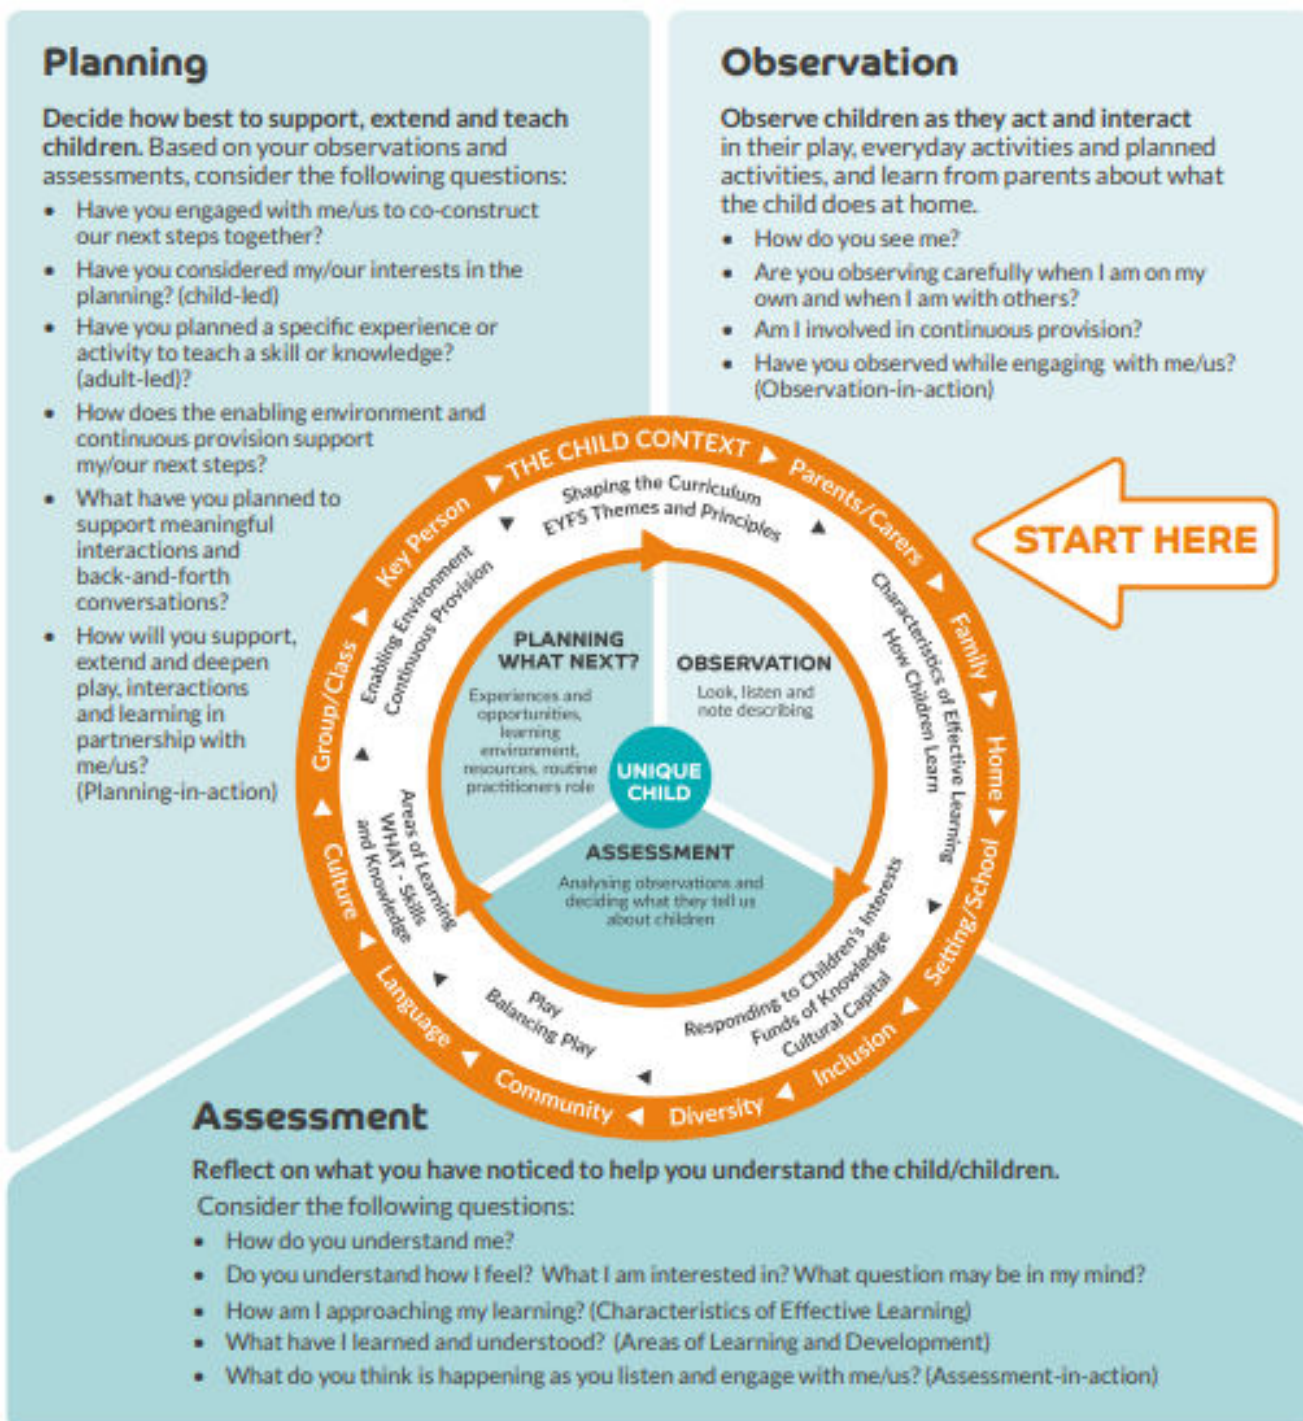 Planning
Decide how best to support, extend and teach
children. Based on your observations and
assessments, consider the following questions:
• Have you engaged with me/us to co-construct
our next steps together?
• Have you considered my/our interests in the
planning? (child-led)
• Have you planned a specific experience or
activity to teach a skill or knowledge?
(adult-led)?
• How does the enabling environment and
continuous provision support
my/our next steps?
• What have you planned to
support meaningful
interactions and
back-and-forth
conversations?
• How will you support,
extend and deepen
play, interactions
and learning in
partnership with
me/us?
(Planning-in-action)
Observation
Observe children as they act and interact
in their play, everyday activities and planned
activities, and learn from parents about what
the child does at home.
• How do you see me?
• Are you observing carefully when I am on my
own and when I am with others?
• Am I involved in continuous provision?
• Have you observed while engaging with me/us?
(Observation-in-action)
START HERE
THE CHILD CONTEXT
Parents/Carers
Family
Home
Setting/School
Inclusion
Diversity
Community
Language
Culture
Group/Class
Key Person
Shaping the Curriculum
EYFS Themes and Principles
Characteristics of Effective Learning
How Children Learn
Responding to Children's Interests
Funds of Knowledge
Cultural Capital
Play
Balancing Play
Areas of Learning
WHAT - Skills
and Knowledge
Enabling Environment
Continuous Provision
PLANNING
WHAT NEXT?
Experiences and
opportunities,
learning
environment,
resources, routine
practitioners role
OBSERVATION
Look, listen and
note describing
UNIQUE
CHILD
ASSESSMENT
Analysing observations and
deciding what they tell us
about children
Assessment
Reflect on what you have noticed to help you understand the child/children.
Consider the following questions:
• How do you understand me?
• Do you understand how I feel? What I am interested in? What question may be in my mind?
• How am I approaching my learning? (Characteristics of Effective Learning)
• What have I learned and understood? (Areas of Learning and Development)
• What do you think is happening as you listen and engage with me/us? (Assessment-in-action)